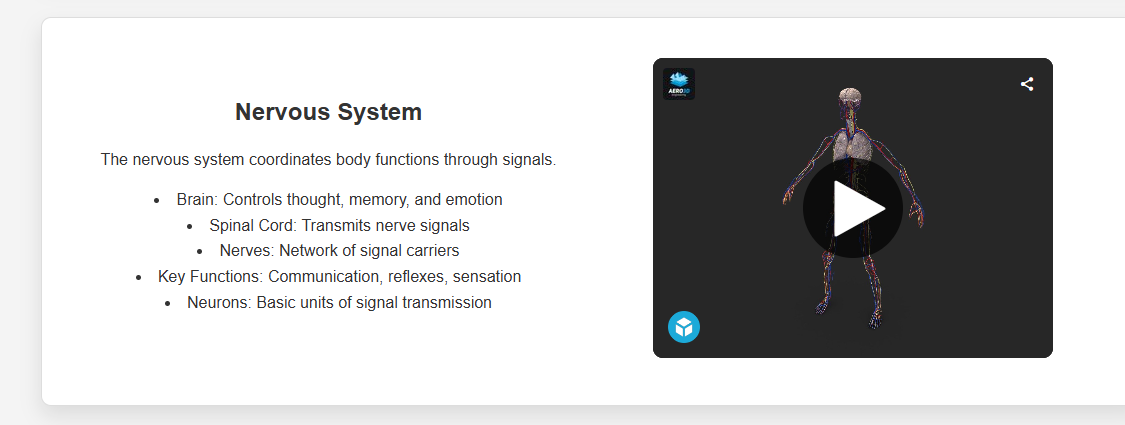 Nervous System
The nervous system coordinates body functions through signals.
Brain: Controls thought, memory, and emotion
Spinal Cord: Transmits nerve signals
Nerves: Network of signal carriers
Key Functions: Communication, reflexes, sensation
Neurons: Basic units of signal transmission
AERO3D